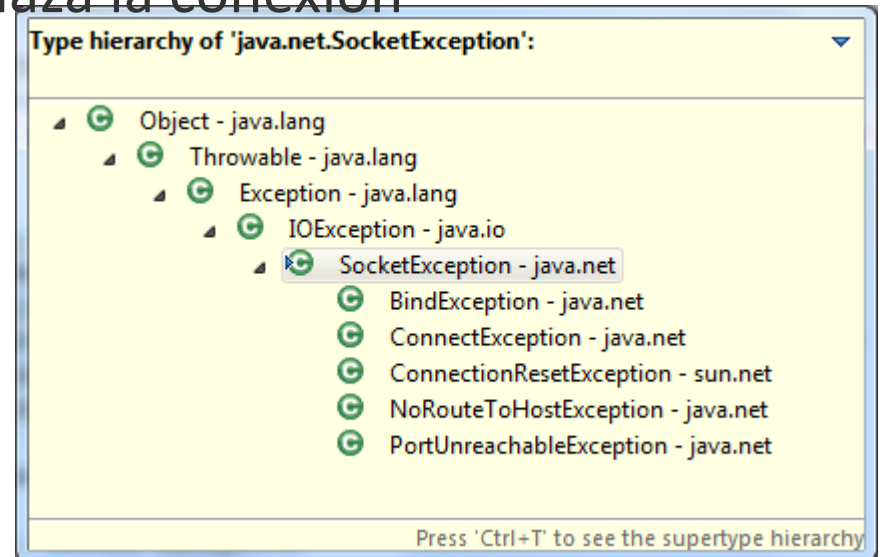 la conexión
Type hierarchy of 'java.net.SocketException':
Object - java.lang
Throwable - java.lang
Exception - java.lang
IOException - java.io
SocketException - java.net
BindException - java.net
ConnectException - java.net
ConnectionResetException - sun.net
NoRouteToHostException - java.net
PortUnreachableException - java.net
Press 'Ctrl+T' to see the supertype hierarchy